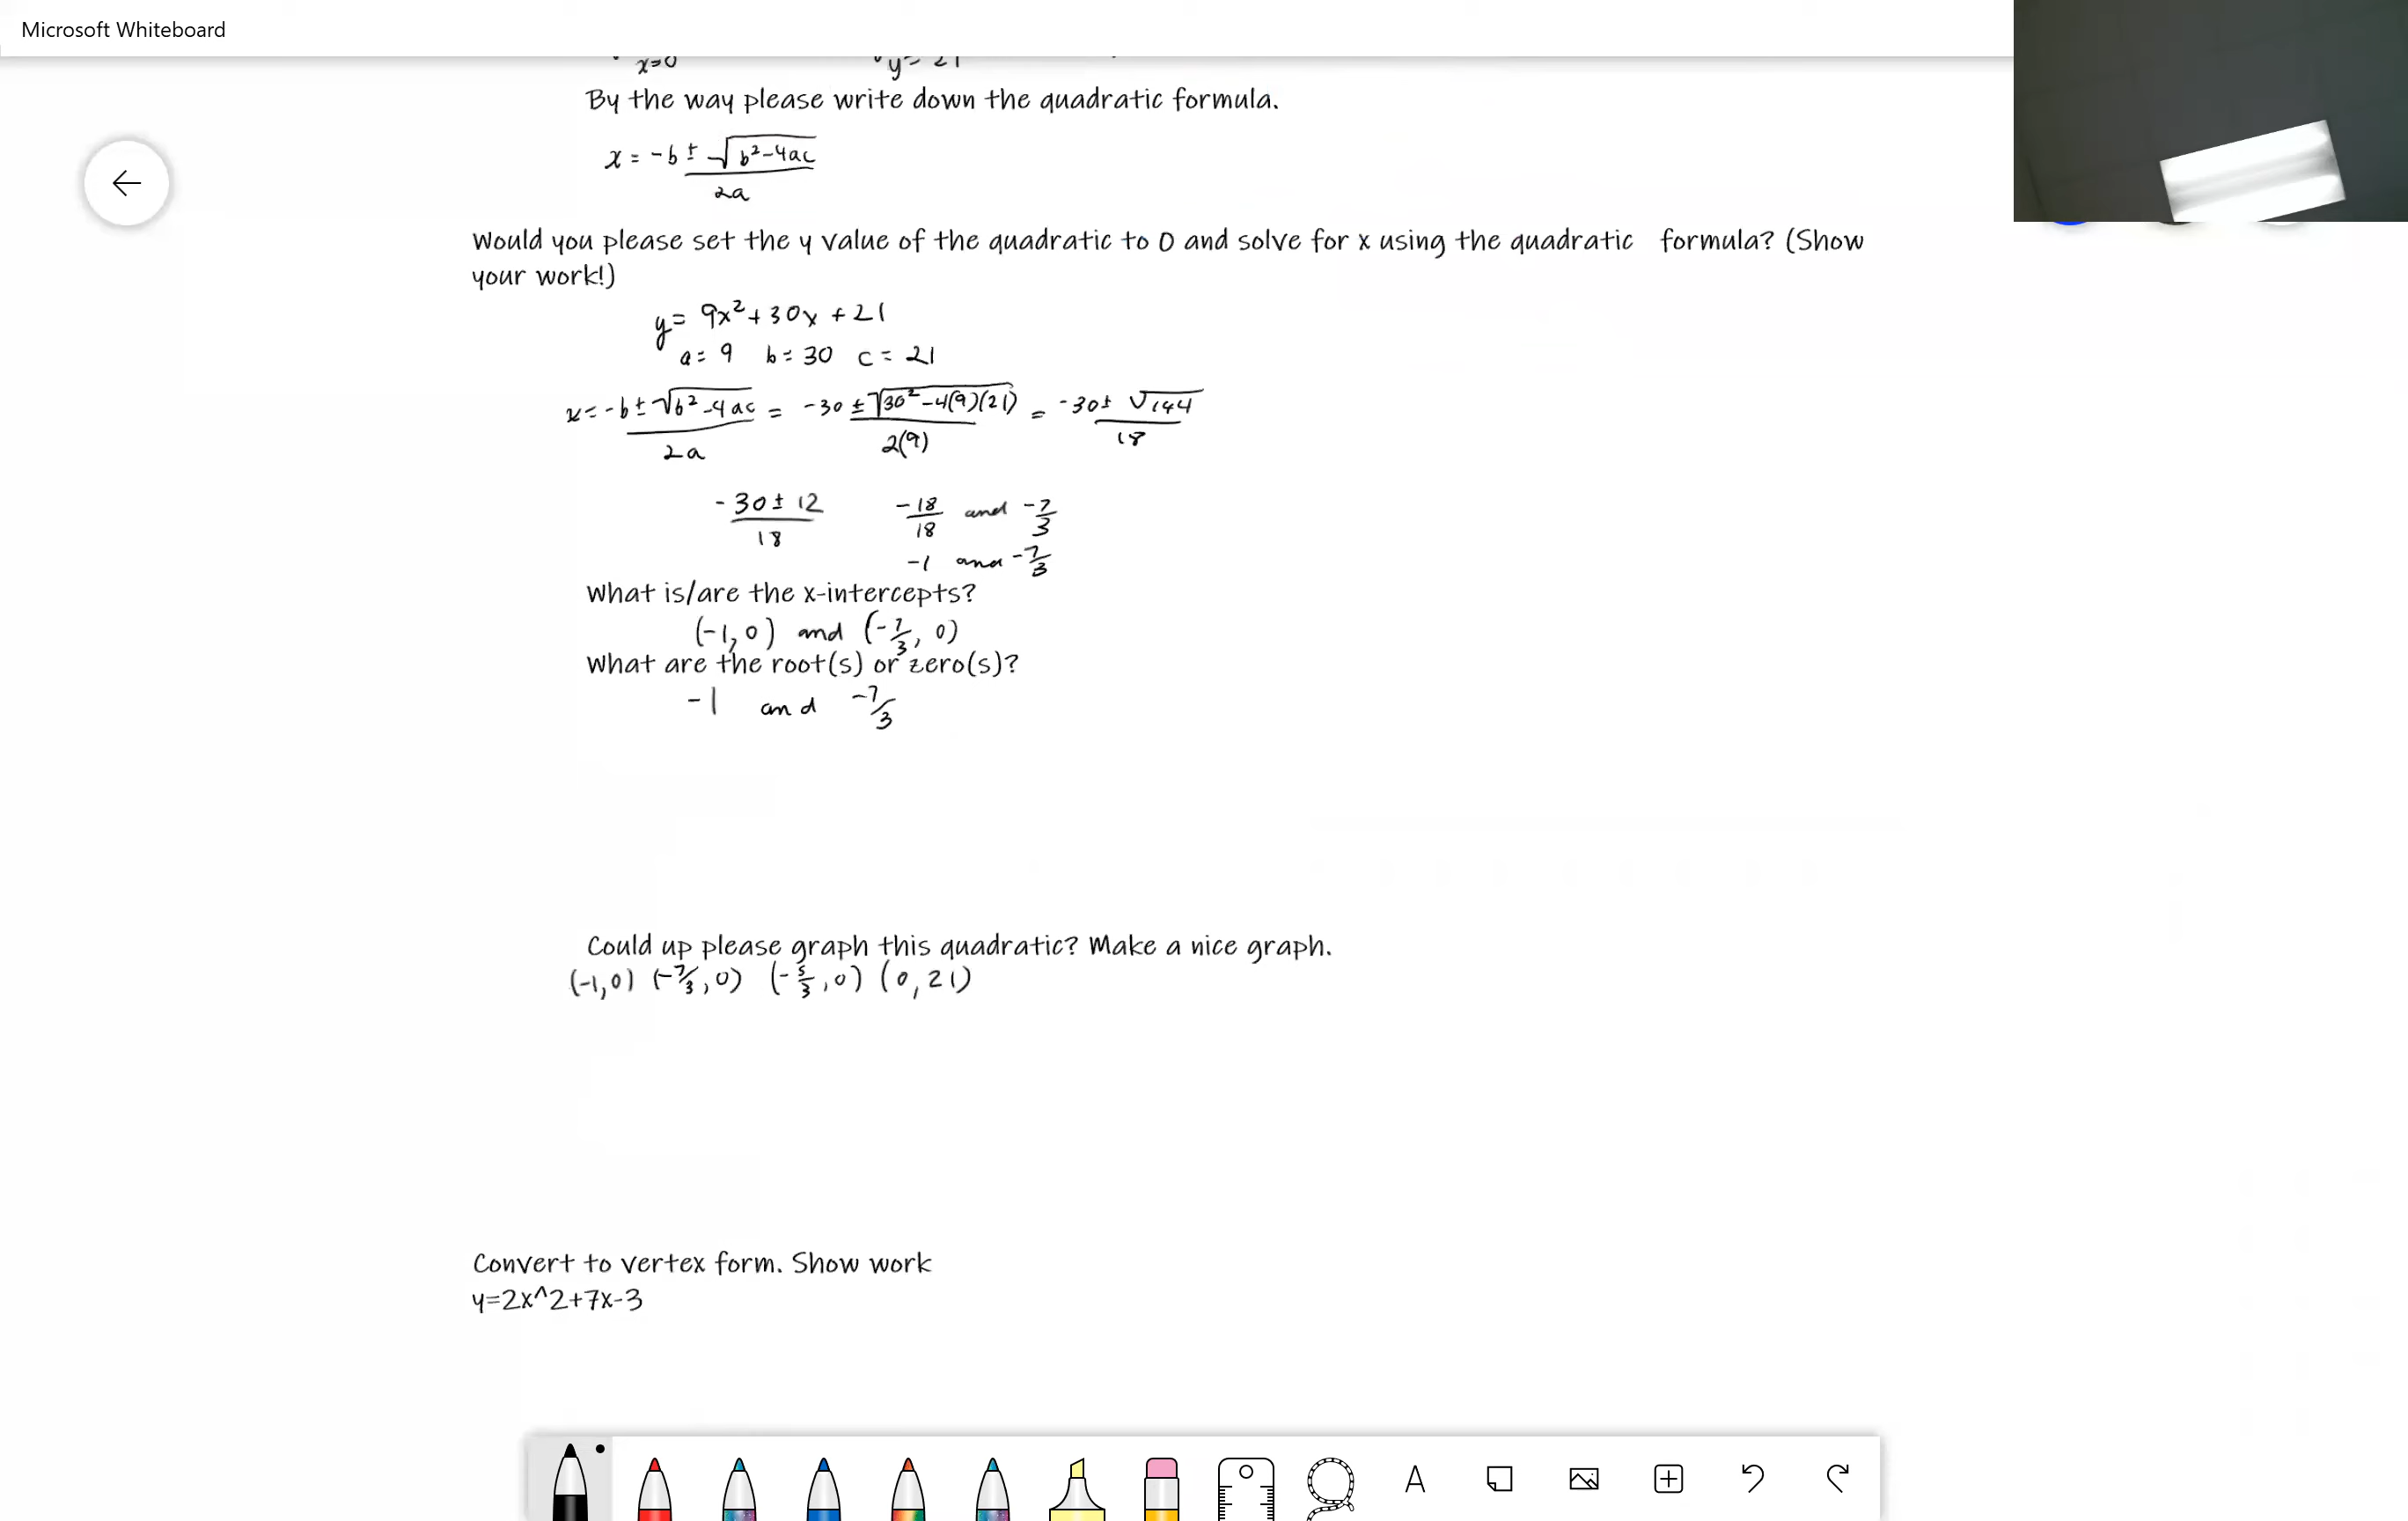 Microsoft Whiteboard
x=0 y= 21
By the way please write down the quadratic formula.
x = -b ± √b²-4ac
2a
Would you please set the y value of the quadratic to 0 and solve for x using the quadratic formula? (Show
your work!)
y = 9x² + 30x + 21
a = 9 b = 30 c = 21
x = -b ± √b²-4ac = -30 ± √30²-4(9)(21) = -30 ± √144
2a 2(9) 18
-30 ± 12 -18 and -7
18 18 3
-1 and -7/3
What is/are the x-intercepts?
(-1, 0) and (-7/3, 0)
What are the root(s) or zero(s)?
-1 and -7/3
Could up please graph this quadratic? Make a nice graph.
(-1,0) (-7/3, 0) (-5/3, 0) (0, 21)
Convert to vertex form. Show work
y=2x^2+7x-3
A